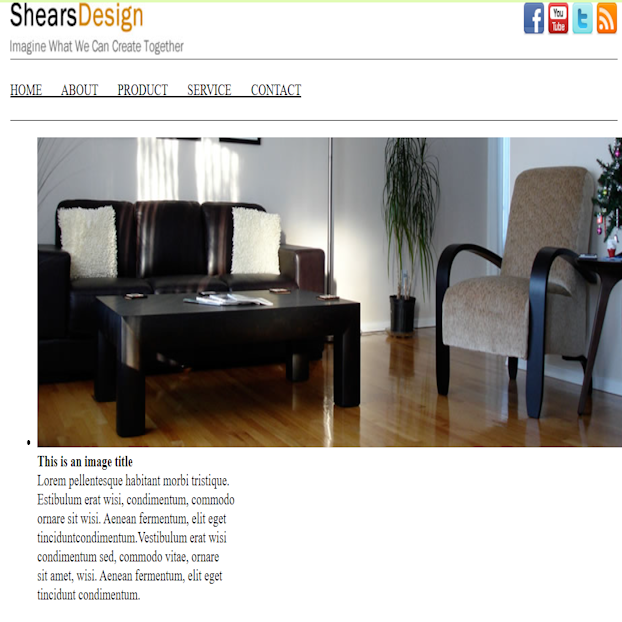 ShearsDesign
Imagine What We Can Create Together
You Tube
HOME ABOUT PRODUCT SERVICE CONTACT
This is an image title
Lorem pellentesque habitant morbi tristique.
Estibulum erat wisi, condimentum, commodo
ornare sit wisi. Aenean fermentum, elit eget
tinciduntcondimentum.Vestibulum erat wisi
condimentum sed, commodo vitae, ornare
sit amet, wisi. Aenean fermentum, elit eget
tincidunt condimentum.